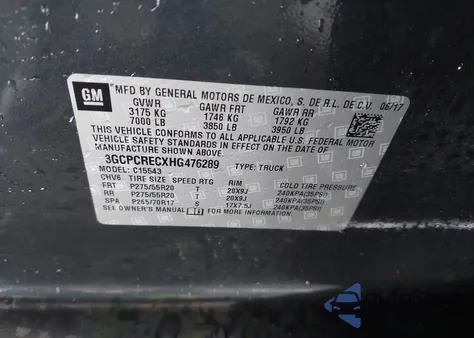 GM
MFD BY GENERAL MOTORS DE MEXICO, S. DE R.L. DE C.V. 06/17
GVWR GAWR FRT GAWR RR
3175 KG 1746 KG 1792 KG
7000 LB 3850 LB 3950 LB
THIS VEHICLE CONFORMS TO ALL APPLICABLE U.S. FEDERAL MOTOR
VEHICLE SAFETY STANDARDS IN EFFECT ON THE DATE OF
MANUFACTURE SHOWN ABOVE.
3GCPCRECXHG476289 TYPE: TRUCK
MODEL: C15543
CHV6 TIRE SIZE SPEED RTG RIM COLD TIRE PRESSURE
FRT P275/55R20 T 20X9J 240KPA(35PSI)
RR P275/55R20 T 20X9J 240KPA(35PSI)
SPA P265/70R17 S 17X7.5J 240KPA(35PSI)
SEE OWNER'S MANUAL FOR MORE INFORMATION.